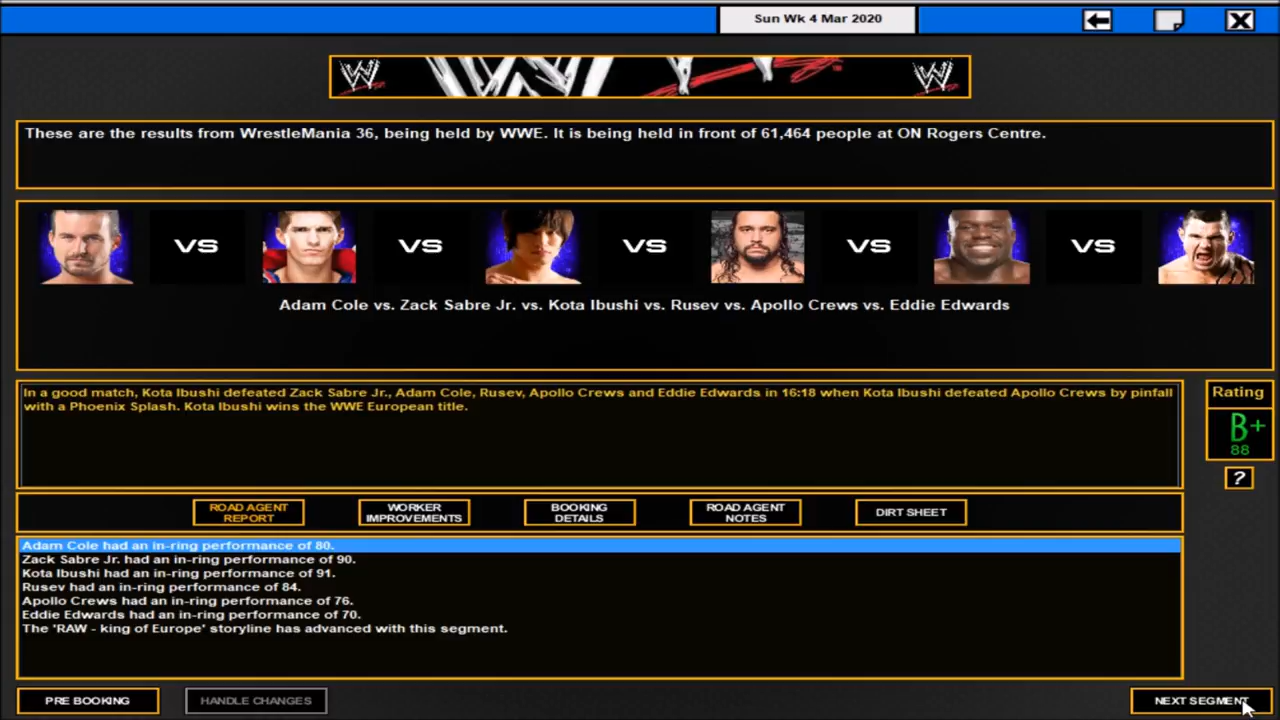 Sun Wk 4 Mar 2020
W W
These are the results from WrestleMania 36, being held by WWE. It is being held in front of 61,464 people at ON Rogers Centre.
VS VS VS VS VS
Adam Cole vs. Zack Sabre Jr. vs. Kota Ibushi vs. Rusev vs. Apollo Crews vs. Eddie Edwards
In a good match, Kota Ibushi defeated Zack Sabre Jr., Adam Cole, Rusev, Apollo Crews and Eddie Edwards in 16:18 when Kota Ibushi defeated Apollo Crews by pinfall
with a Phoenix Splash. Kota Ibushi wins the WWE European title.
Rating
B+
88
?
ROAD AGENT
REPORT
WORKER
IMPROVEMENTS
BOOKING
DETAILS
ROAD AGENT
NOTES
DIRT SHEET
Adam Cole had an in-ring performance of 80.
Zack Sabre Jr. had an in-ring performance of 90.
Kota Ibushi had an in-ring performance of 91.
Rusev had an in-ring performance of 84.
Apollo Crews had an in-ring performance of 76.
Eddie Edwards had an in-ring performance of 70.
The 'RAW - king of Europe' storyline has advanced with this segment.
PRE BOOKING
HANDLE CHANGES
NEXT SEGMENT